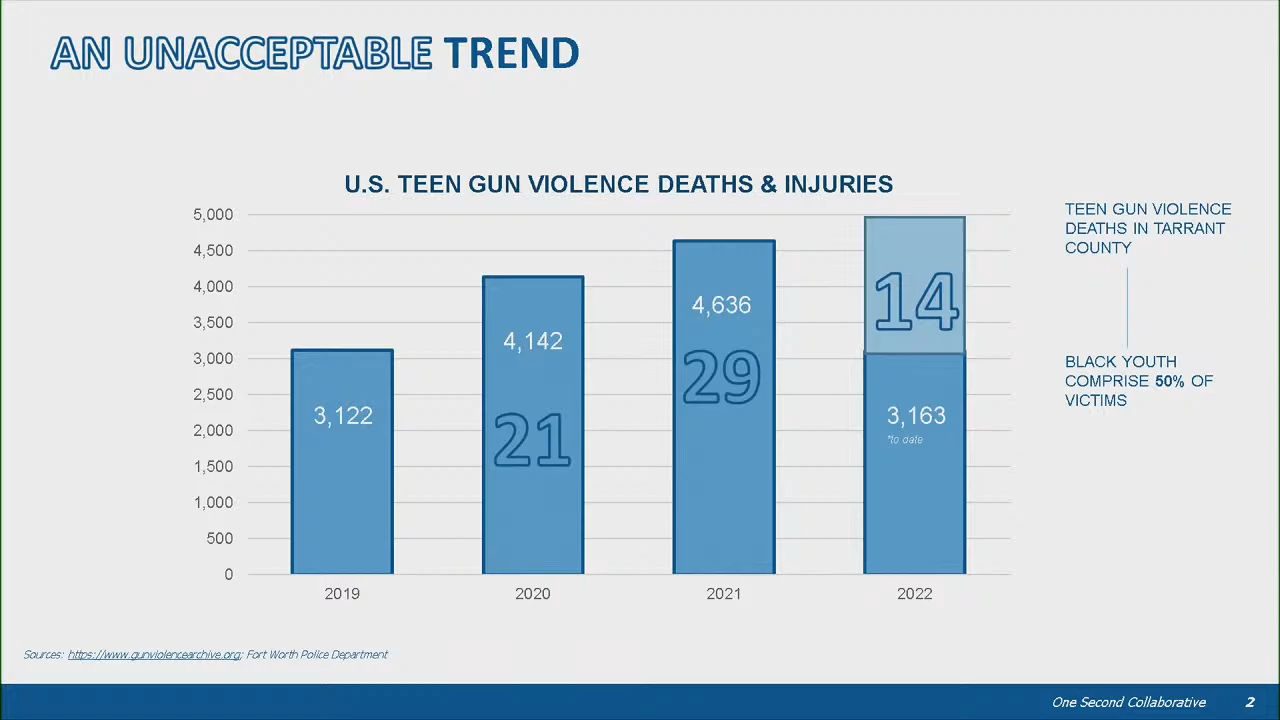 AN UNACCEPTABLE TREND
U.S. TEEN GUN VIOLENCE DEATHS & INJURIES
5,000
4,500
4,000
3,500
3,000
2,500
2,000
1,500
1,000
500
0
3,122
4,142
21
4,636
29
14
3,163
*to date
2019
2020
2021
2022
TEEN GUN VIOLENCE
DEATHS IN TARRANT
COUNTY
BLACK YOUTH
COMPRISE 50% OF
VICTIMS
Sources: https://www.gunviolencearchive.org; Fort Worth Police Department
One Second Collaborative 2